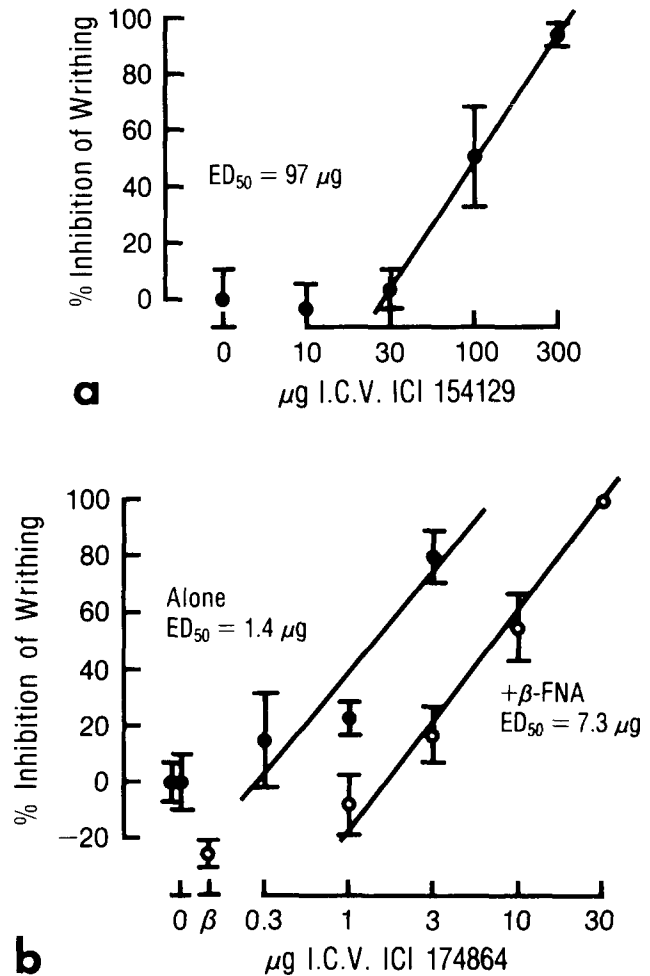 100
80
60
40
20
0
% Inhibition of Writhing
ED50 = 97 μg
0 10 30 100 300
μg I.C.V. ICI 154129
a
100
80
60
40
20
0
−20
% Inhibition of Writhing
Alone
ED50 = 1.4 μg
+β-FNA
ED50 = 7.3 μg
0 β 0.3 1 3 10 30
μg I.C.V. ICI 174864
b